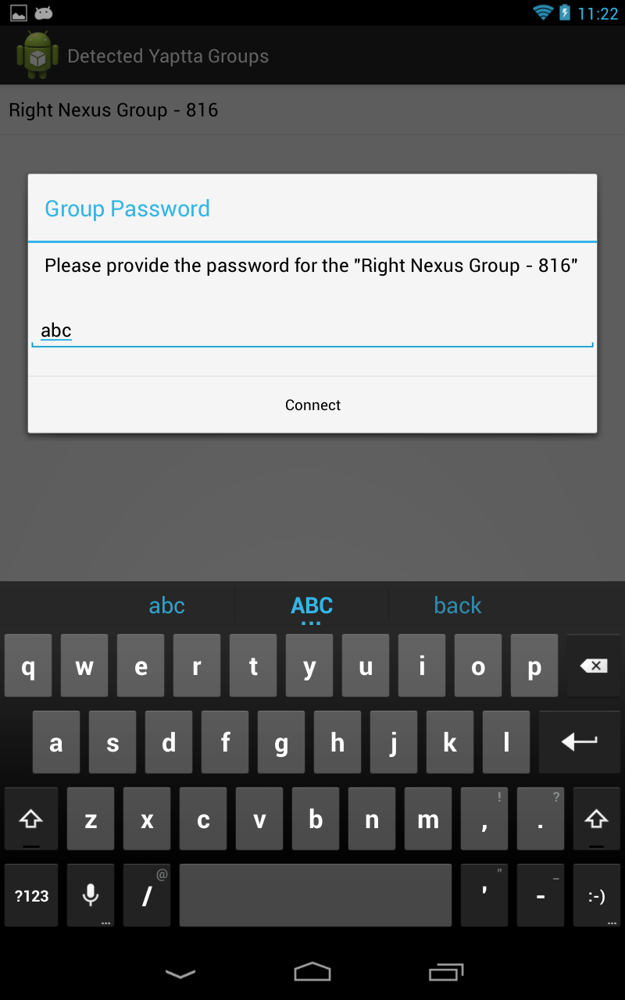 11:22
Detected Yaptta Groups
Right Nexus Group - 816
Group Password
Please provide the password for the "Right Nexus Group - 816"
abc
Connect
abc ABC back
q w e r t y u i o p
a s d f g h j k l
z x c v b n m , ! . ?
?123 / @ ' " - _ :-)